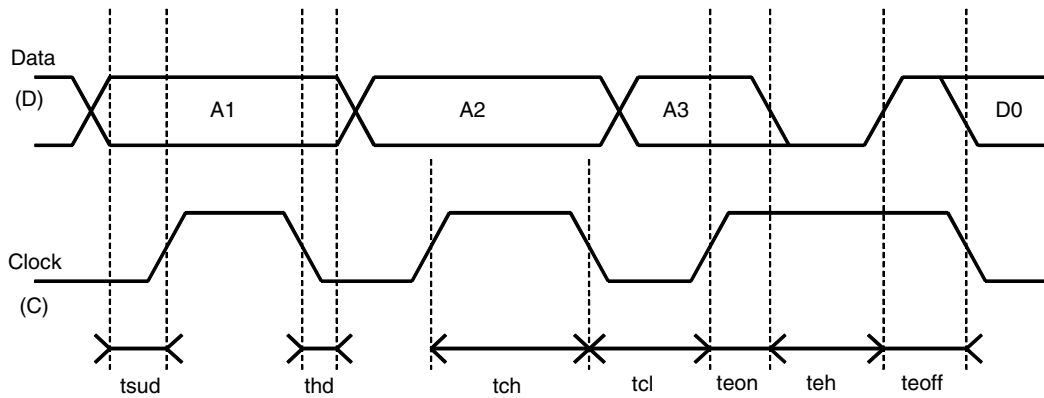 Data
(D)
A1
A2
A3
D0
Clock
(C)
tsud
thd
tch
tcl
teon
teh
teoff